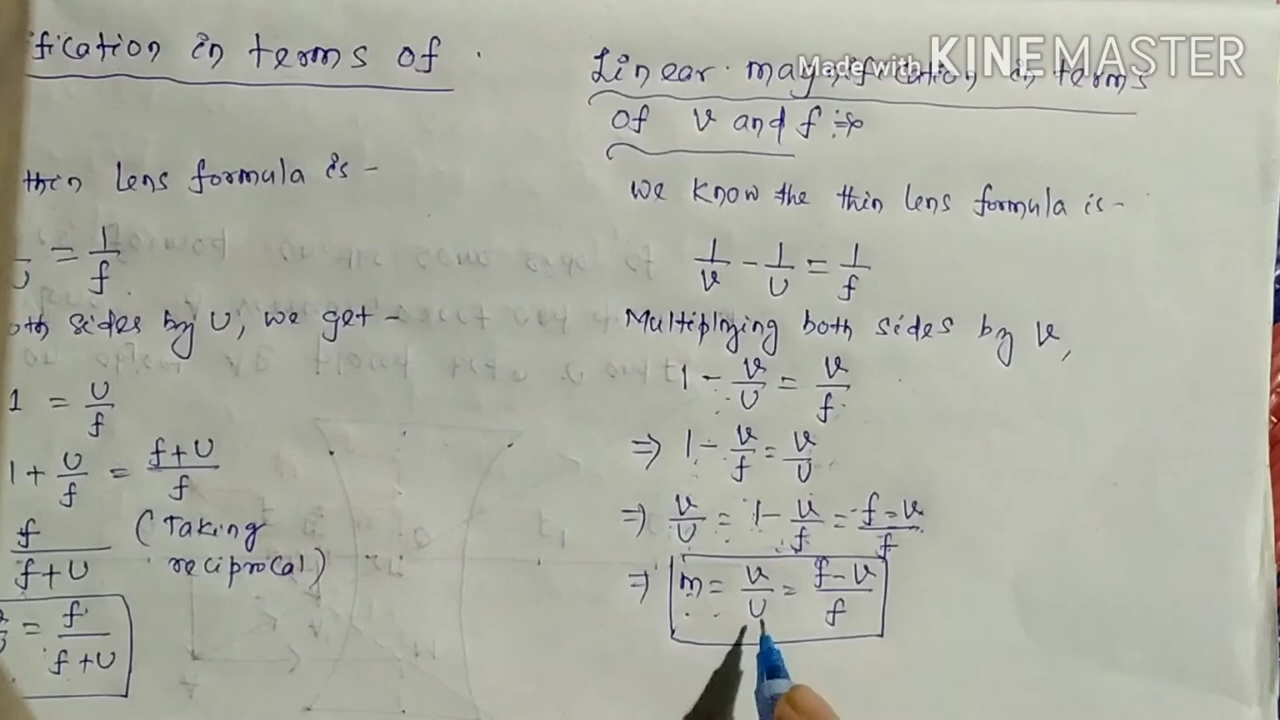 ification in terms of
thin lens formula is -
= 1/f
oth sides by U, we get -
1 = U/f
1 + U/f = f+U/f
f/f+U (Taking reciprocal)
= f/f+U
Made with KINEMASTER
Linear magnification in terms
of v and f :-
We know the thin lens formula is -
1/v - 1/U = 1/f
Multiplying both sides by v,
1 - v/U = v/f
⇒ 1 - v/f = v/U
⇒ v/U = 1 - v/f = f-v/f
⇒ m = v/U = f-v/f